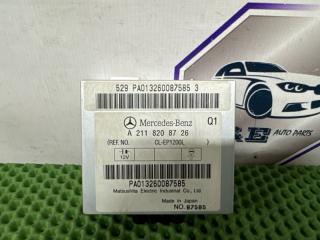 529 PA013260087585 3
Mercedes-Benz
Q1
A 211 820 87 26
(REF.NO. CL-EP1200L )
12V
PA013260087585
Matsushita Electric Industrial Co., Ltd.
Made in Japan
NO. 87585
AUTO PARTS